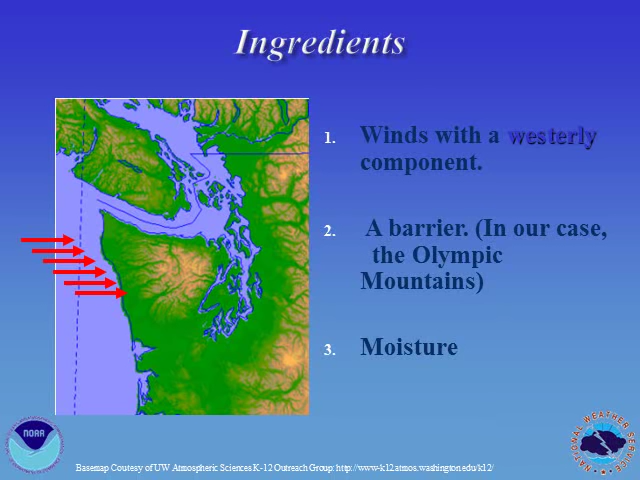 Ingredients
1. Winds with a westerly
component.
2. A barrier. (In our case,
the Olympic
Mountains)
3. Moisture
NOAA
NATIONAL WEATHER SERVICE
Basemap Coutesy of UW Atmospheric Sciences K-12 Outreach Group: http://www-k12.atmos.washington.edu/k12/